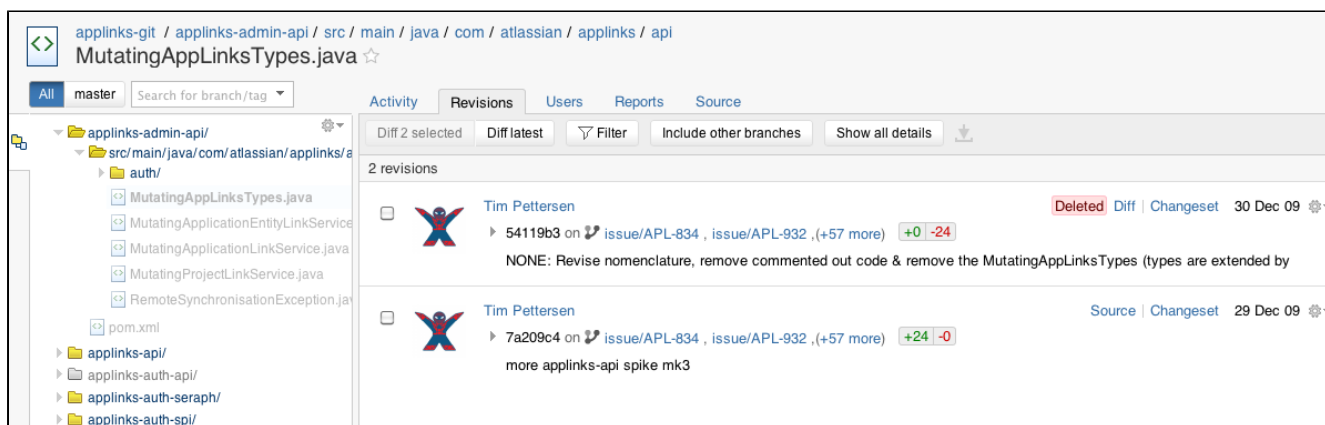 applinks-git / applinks-admin-api / src / main / java / com / atlassian / applinks / api
MutatingAppLinksTypes.java
All master Search for branch/tag
Activity Revisions Users Reports Source
Diff 2 selected Diff latest Filter Include other branches Show all details
2 revisions
applinks-admin-api/
src/main/java/com/atlassian/applinks/a
auth/
MutatingAppLinksTypes.java
MutatingApplicationEntityLinkService
MutatingApplicationLinkService.java
MutatingProjectLinkService.java
RemoteSynchronisationException.jav
pom.xml
applinks-api/
applinks-auth-api/
applinks-auth-seraph/
applinks-auth-spi/
Tim Pettersen Deleted Diff | Changeset 30 Dec 09
54119b3 on issue/APL-834 , issue/APL-932 ,(+57 more) +0 -24
NONE: Revise nomenclature, remove commented out code & remove the MutatingAppLinksTypes (types are extended by
Tim Pettersen Source | Changeset 29 Dec 09
7a209c4 on issue/APL-834 , issue/APL-932 ,(+57 more) +24 -0
more applinks-api spike mk3